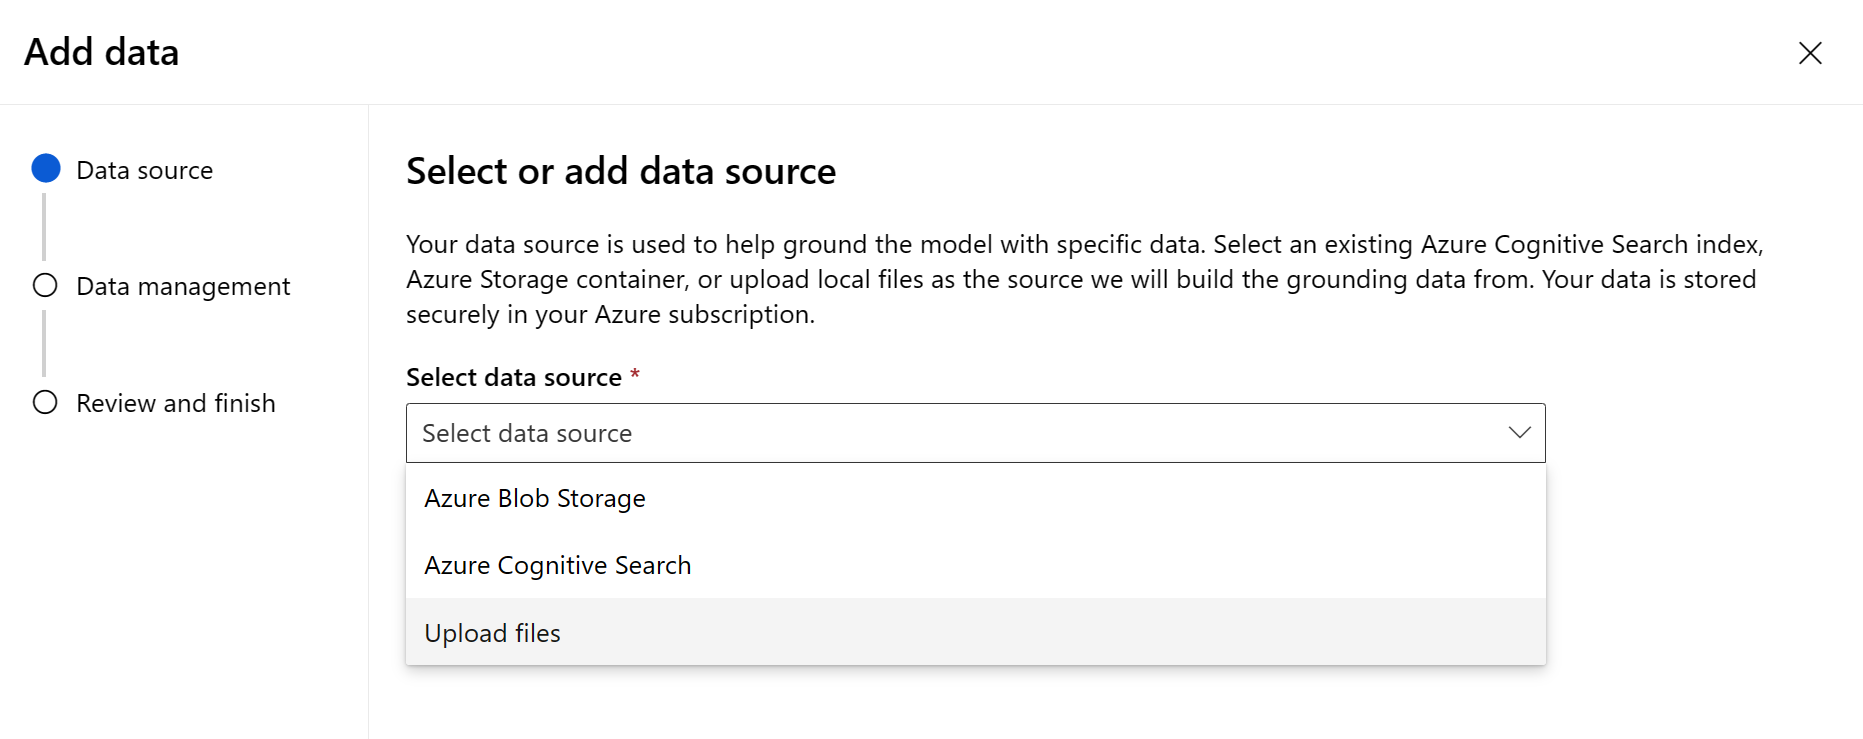 Add data
Data source
Data management
Review and finish
Select or add data source
Your data source is used to help ground the model with specific data. Select an existing Azure Cognitive Search index,
Azure Storage container, or upload local files as the source we will build the grounding data from. Your data is stored
securely in your Azure subscription.
Select data source *
Select data source
Azure Blob Storage
Azure Cognitive Search
Upload files